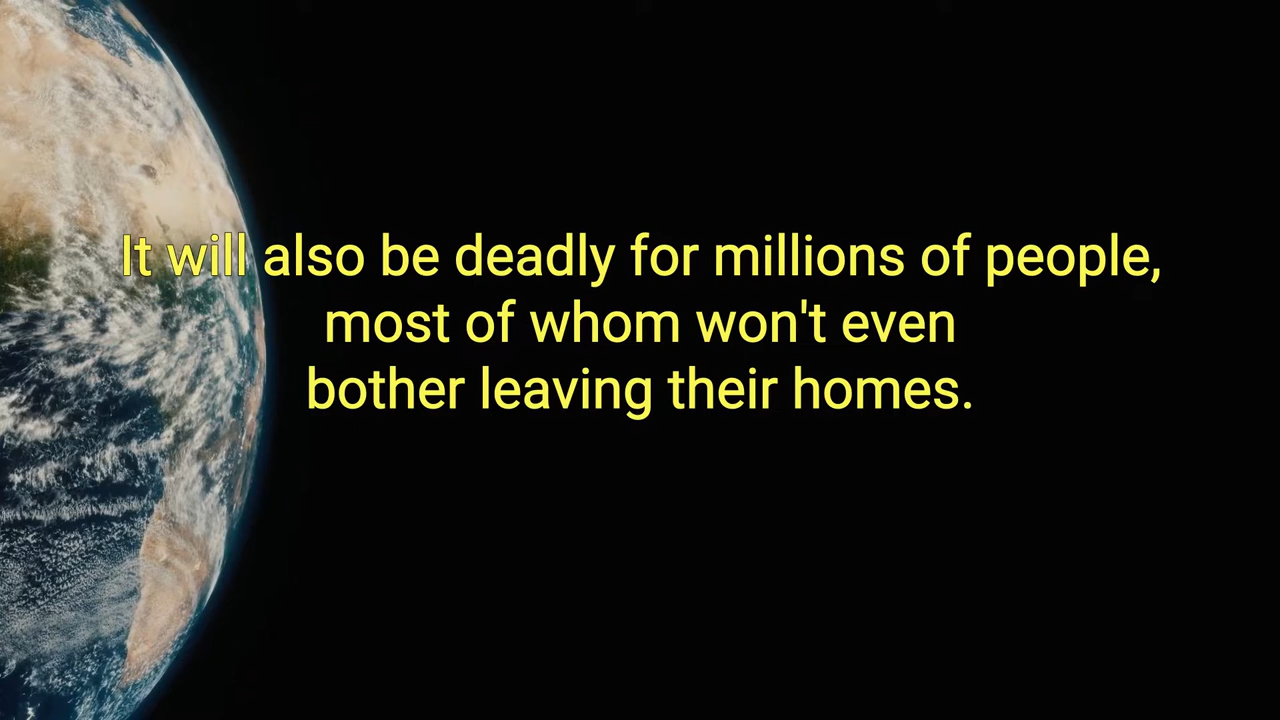 It will also be deadly for millions of people,
most of whom won't even
bother leaving their homes.